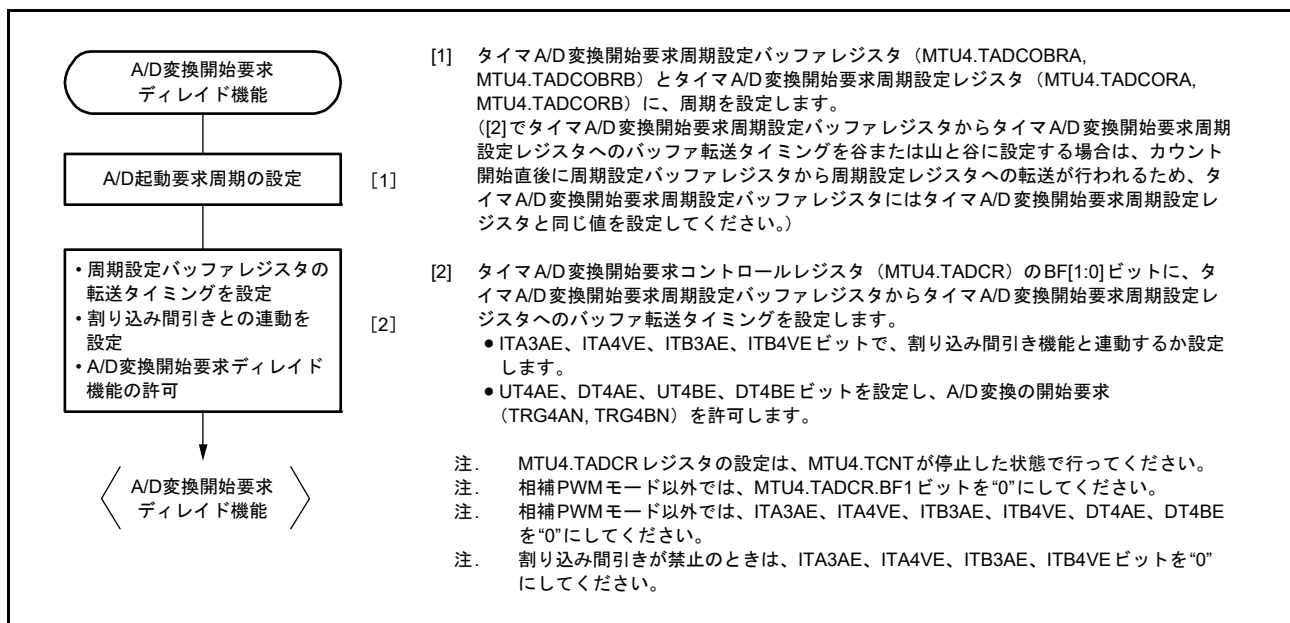 A/D変換開始要求
ディレイド機能
A/D起動要求周期の設定
[1]
• 周期設定バッファレジスタの
転送タイミングを設定
• 割り込み間引きとの連動を
設定
• A/D変換開始要求ディレイド
機能の許可
[2]
A/D変換開始要求
ディレイド機能
[1] タイマA/D変換開始要求周期設定バッファレジスタ（MTU4.TADCOBRA,
MTU4.TADCOBRB）とタイマA/D変換開始要求周期設定レジスタ（MTU4.TADCORA,
MTU4.TADCORB）に、周期を設定します。
（[2]でタイマA/D変換開始要求周期設定バッファレジスタからタイマA/D変換開始要求周期
設定レジスタへのバッファ転送タイミングを谷または山と谷に設定する場合は、カウント
開始直後に周期設定バッファレジスタから周期設定レジスタへの転送が行われるため、タ
イマA/D変換開始要求周期設定バッファレジスタにはタイマA/D変換開始要求周期設定レ
ジスタと同じ値を設定してください。）
[2] タイマA/D変換開始要求コントロールレジスタ（MTU4.TADCR）のBF[1:0]ビットに、タ
イマA/D変換開始要求周期設定バッファレジスタからタイマA/D変換開始要求周期設定レ
ジスタへのバッファ転送タイミングを設定します。
● ITA3AE、ITA4VE、ITB3AE、ITB4VEビットで、割り込み間引き機能と連動するか設定
します。
● UT4AE、DT4AE、UT4BE、DT4BEビットを設定し、A/D変換の開始要求
（TRG4AN, TRG4BN）を許可します。
注. MTU4.TADCRレジスタの設定は、MTU4.TCNTが停止した状態で行ってください。
注. 相補PWMモード以外では、MTU4.TADCR.BF1ビットを“0”にしてください。
注. 相補PWMモード以外では、ITA3AE、ITA4VE、ITB3AE、ITB4VE、DT4AE、DT4BE
を“0”にしてください。
注. 割り込み間引きが禁止のときは、ITA3AE、ITA4VE、ITB3AE、ITB4VEビットを“0”
にしてください。